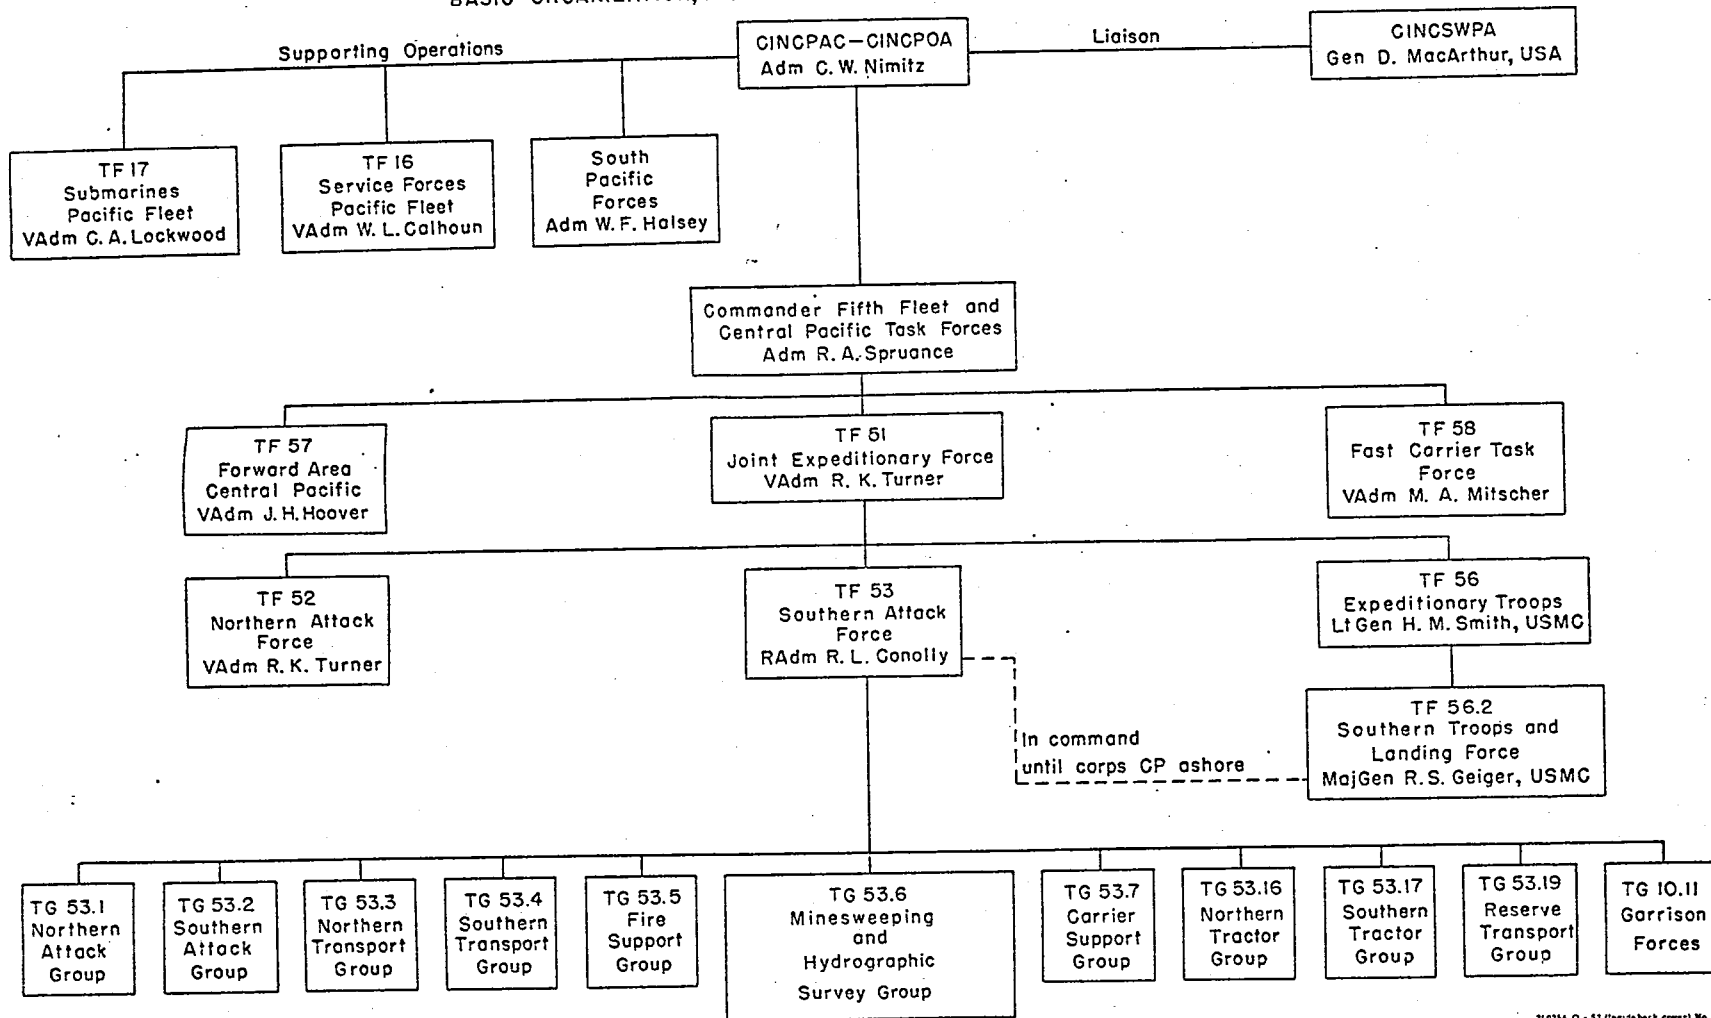 CINCPAC—CINCPOA
Adm C. W. Nimitz
Liaison
CINCSWPA
Gen D. MacArthur, USA
Supporting Operations
TF 17
Submarines
Pacific Fleet
VAdm C. A. Lockwood
TF 16
Service Forces
Pacific Fleet
VAdm W. L. Calhoun
South
Pacific
Forces
Adm W. F. Halsey
Commander Fifth Fleet and
Central Pacific Task Forces
Adm R. A. Spruance
TF 57
Forward Area
Central Pacific
VAdm J. H. Hoover
TF 51
Joint Expeditionary Force
VAdm R. K. Turner
TF 58
Fast Carrier Task
Force
VAdm M. A. Mitscher
TF 52
Northern Attack
Force
VAdm R. K. Turner
TF 53
Southern Attack
Force
RAdm R. L. Conolly
TF 56
Expeditionary Troops
LtGen H. M. Smith, USMC
In command
until corps CP ashore
TF 56.2
Southern Troops and
Landing Force
MajGen R. S. Geiger, USMC
TG 53.1
Northern
Attack
Group
TG 53.2
Southern
Attack
Group
TG 53.3
Northern
Transport
Group
TG 53.4
Southern
Transport
Group
TG 53.5
Fire
Support
Group
TG 53.6
Minesweeping
and
Hydrographic
Survey Group
TG 53.7
Carrier
Support
Group
TG 53.16
Northern
Tractor
Group
TG 53.17
Southern
Tractor
Group
TG 53.19
Reserve
Transport
Group
TG 10.11
Garrison
Forces